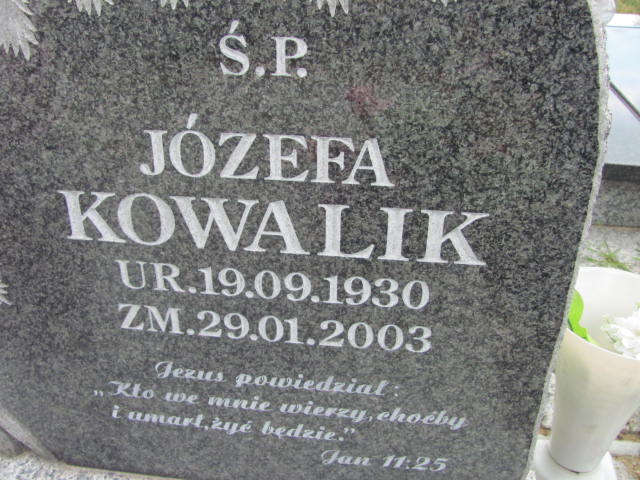 Ś.P.
JÓZEFA
KOWALIK
UR.19.09.1930
ZM.29.01.2003
Jezus powiedział:
„Kto we mnie wierzy, choćby
i umarł, żyć będzie.”
Jan 11:25